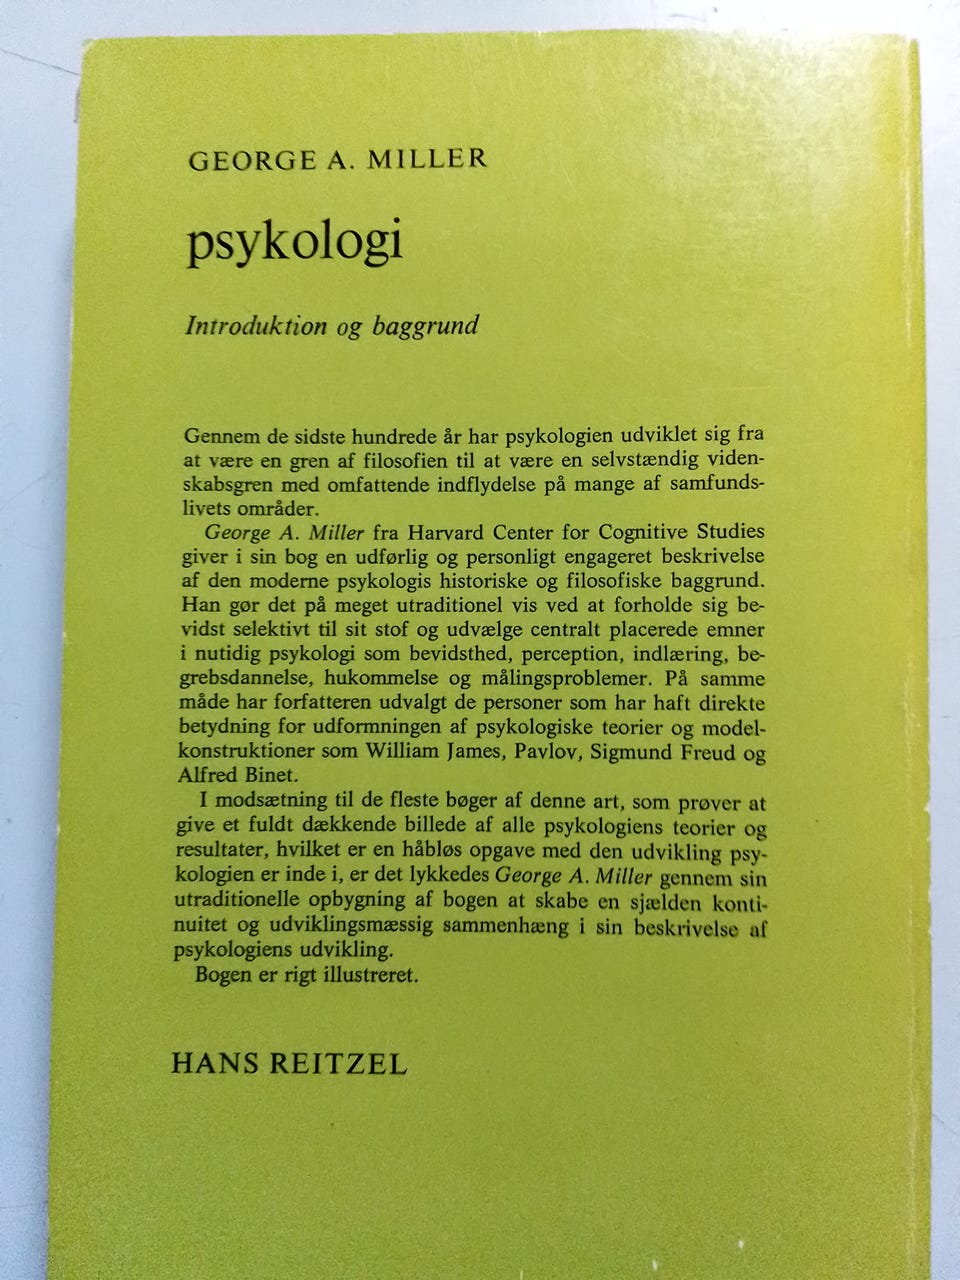 GEORGE A. MILLER
psykologi
Introduktion og baggrund
Gennem de sidste hundrede år har psykologien udviklet sig fra
at være en gren af filosofien til at være en selvstændig viden-
skabsgren med omfattende indflydelse på mange af samfunds-
livets områder.
George A. Miller fra Harvard Center for Cognitive Studies
giver i sin bog en udførlig og personligt engageret beskrivelse
af den moderne psykologis historiske og filosofiske baggrund.
Han gør det på meget utraditionel vis ved at forholde sig be-
vidst selektivt til sit stof og udvælge centralt placerede emner
i nutidig psykologi som bevidsthed, perception, indlæring, be-
grebsdannelse, hukommelse og målingsproblemer. På samme
måde har forfatteren udvalgt de personer som har haft direkte
betydning for udformningen af psykologiske teorier og model-
konstruktioner som William James, Pavlov, Sigmund Freud og
Alfred Binet.
I modsætning til de fleste bøger af denne art, som prøver at
give et fuldt dækkende billede af alle psykologiens teorier og
resultater, hvilket er en håbløs opgave med den udvikling psy-
kologien er inde i, er det lykkedes George A. Miller gennem sin
utraditionelle opbygning af bogen at skabe en sjælden konti-
nuitet og udviklingsmæssig sammenhæng i sin beskrivelse af
psykologiens udvikling.
Bogen er rigt illustreret.
HANS REITZEL